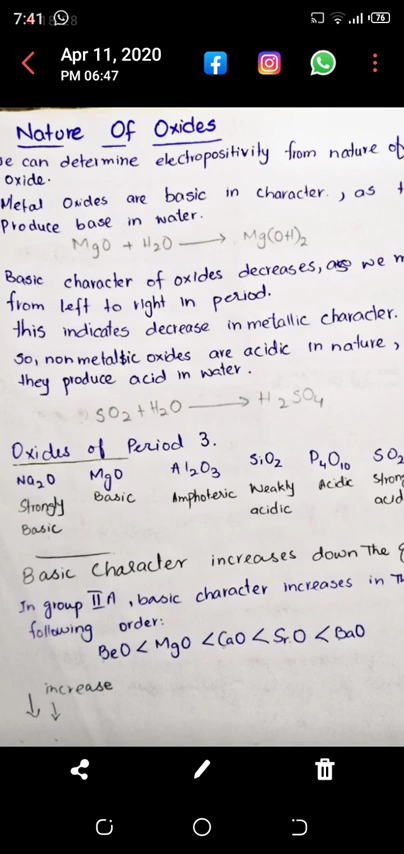 7:41
76
Apr 11, 2020
PM 06:47
Nature Of Oxides
we can determine electropositivity from nature of
oxide.
Metal Oxides are basic in character, as
Produce base in water.
MgO + H2O → Mg(OH)2
Basic character of oxides decreases, as we
from left to right in period.
this indicates decrease in metallic character.
So, nonmetallic oxides are acidic in nature,
they produce acid in water.
SO2 + H2O → H2SO4
Oxides of Period 3.
Na2O MgO Al2O3 SiO2 P4O10 SO2
Strongly Basic Amphoteric Weakly Acidic Strong
Basic acidic acid
Basic Character increases down The
In group IIA, basic character increases in
following order:
BeO < MgO < CaO < SrO < BaO
increase